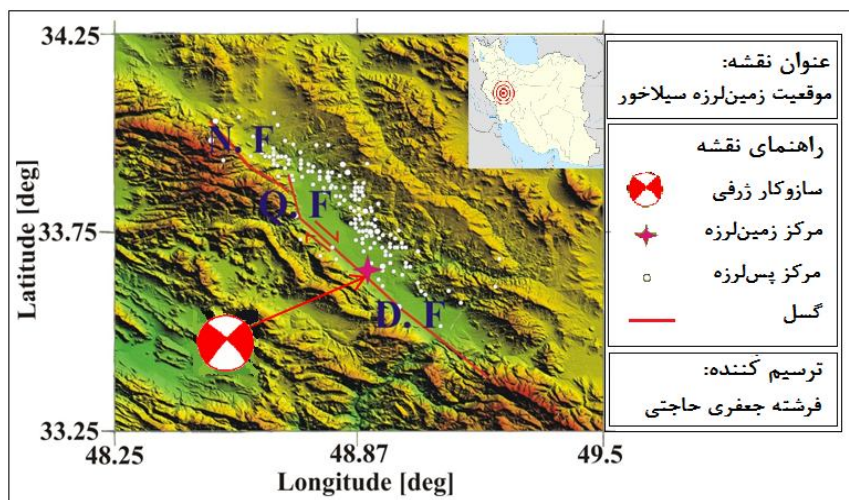 34.25
33.75
33.25
Latitude [deg]
48.25
48.87
49.5
Longitude [deg]
N. F
Q. F
D. F
عنوان نقشه:
موقعیت زمین‌لرزه سیلاخور
راهنمای نقشه
سازوکار ژرفی
مرکز زمین‌لرزه
مرکز پس‌لرزه
گسل
ترسیم کننده:
فرشته جعفری حاجتی